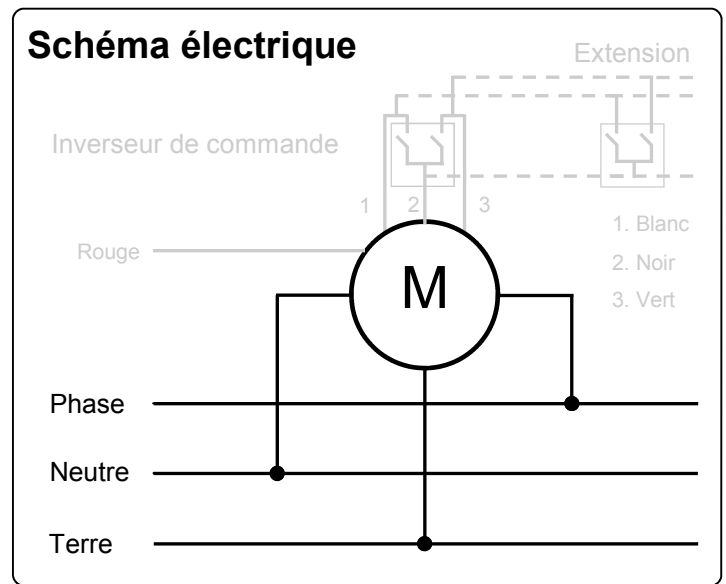 Schéma électrique
Extension
Inverseur de commande
1 2 3
1. Blanc
Rouge
2. Noir
M
3. Vert
Phase
Neutre
Terre